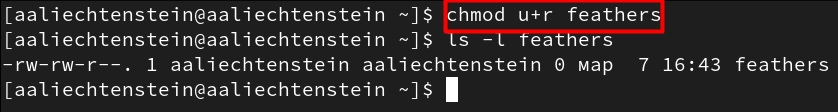 [aaliechtenstein@aaliechtenstein ~]$ chmod u+r feathers
[aaliechtenstein@aaliechtenstein ~]$ ls -l feathers
-rw-rw-r--. 1 aaliechtenstein aaliechtenstein 0 мар  7 16:43 feathers
[aaliechtenstein@aaliechtenstein ~]$